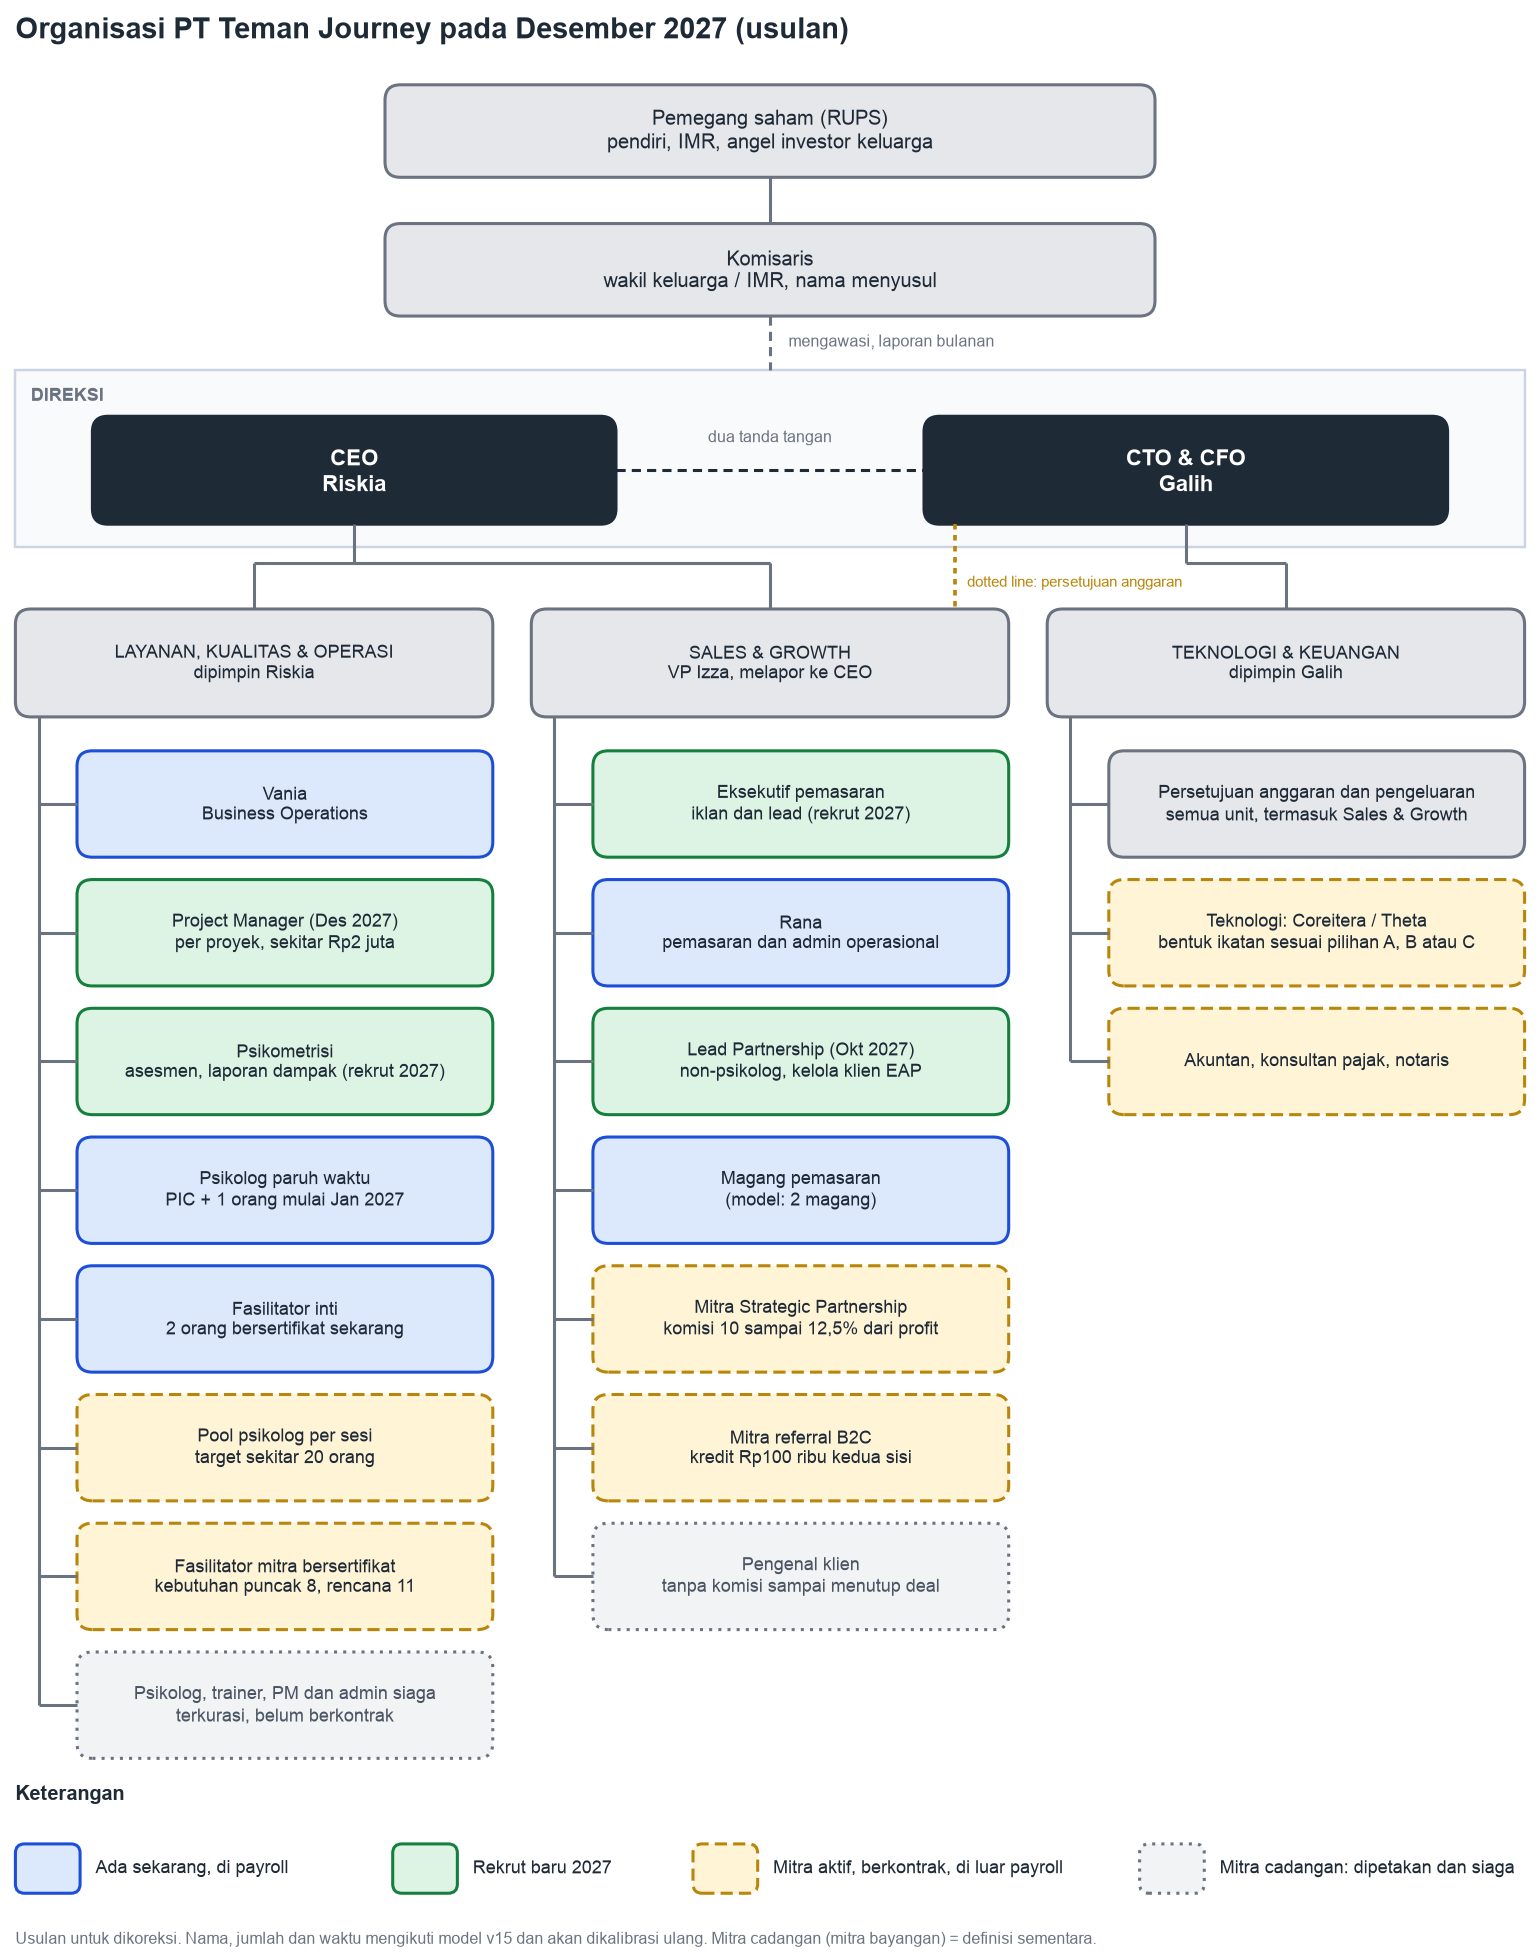 Organisasi PT Teman Journey pada Desember 2027 (usulan)
Pemegang saham (RUPS)
pendiri, IMR, angel investor keluarga
Komisaris
wakil keluarga / IMR, nama menyusul
mengawasi, laporan bulanan
DIREKSI
CEO
Riskia
dua tanda tangan
CTO & CFO
Galih
dotted line: persetujuan anggaran
LAYANAN, KUALITAS & OPERASI
dipimpin Riskia
SALES & GROWTH
VP Izza, melapor ke CEO
TEKNOLOGI & KEUANGAN
dipimpin Galih
Vania
Business Operations
Project Manager (Des 2027)
per proyek, sekitar Rp2 juta
Psikometrisi
asesmen, laporan dampak (rekrut 2027)
Psikolog paruh waktu
PIC + 1 orang mulai Jan 2027
Fasilitator inti
2 orang bersertifikat sekarang
Pool psikolog per sesi
target sekitar 20 orang
Fasilitator mitra bersertifikat
kebutuhan puncak 8, rencana 11
Psikolog, trainer, PM dan admin siaga
terkurasi, belum berkontrak
Eksekutif pemasaran
iklan dan lead (rekrut 2027)
Rana
pemasaran dan admin operasional
Lead Partnership (Okt 2027)
non-psikolog, kelola klien EAP
Magang pemasaran
(model: 2 magang)
Mitra Strategic Partnership
komisi 10 sampai 12,5% dari profit
Mitra referral B2C
kredit Rp100 ribu kedua sisi
Pengenal klien
tanpa komisi sampai menutup deal
Persetujuan anggaran dan pengeluaran
semua unit, termasuk Sales & Growth
Teknologi: Coreitera / Theta
bentuk ikatan sesuai pilihan A, B atau C
Akuntan, konsultan pajak, notaris
Keterangan
Ada sekarang, di payroll
Rekrut baru 2027
Mitra aktif, berkontrak, di luar payroll
Mitra cadangan: dipetakan dan siaga
Usulan untuk dikoreksi. Nama, jumlah dan waktu mengikuti model v15 dan akan dikalibrasi ulang. Mitra cadangan (mitra bayangan) = definisi sementara.